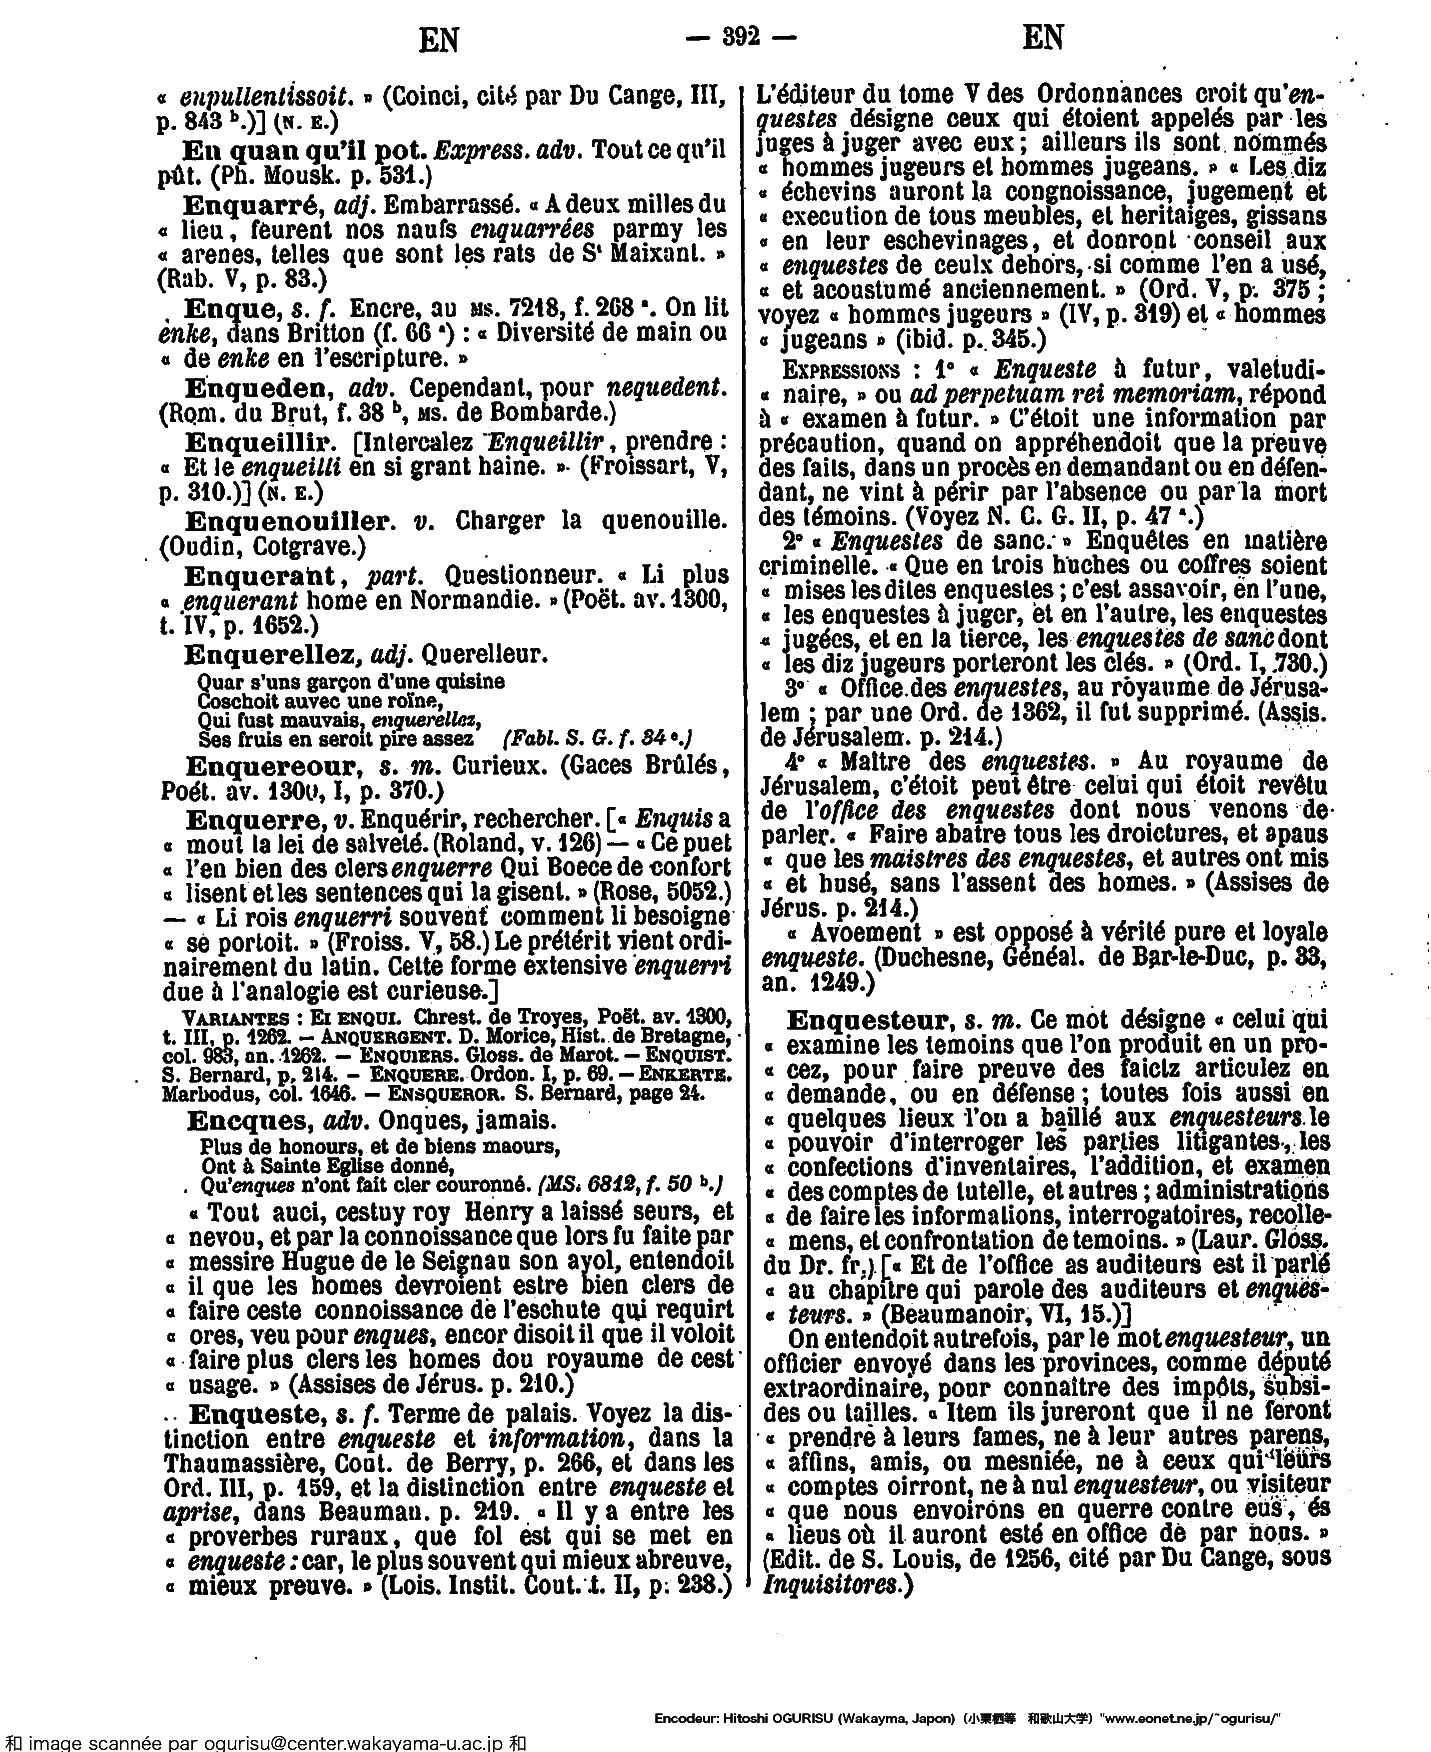 EN
— 392 —
EN
« enpullentissoit. » (Coinci, cité par Du Cange, III,
p. 843 b.)] (N. E.)
En quan qu'il pot. Express. adv. Tout ce qu'il
pût. (Ph. Mousk. p. 531.)
Enquarré, adj. Embarrassé. « A deux milles du
« lieu, feurent nos naufs enquarrées parmy les
« arenes, telles que sont les rats de St Maixant. »
(Rab. V, p. 83.)
Enque, s. f. Encre, au MS. 7218, f. 268 a. On lit
enke, dans Britton (f. 66 a) : « Diversité de main ou
« de enke en l'escripture. »
Enqueden, adv. Cependant, pour nequedent.
(Rom. du Brut, f. 38 b, MS. de Bombarde.)
Enqueillir. [Intercalez Enqueillir, prendre :
« Et le enqueilli en si grant haine. » (Froissart, V,
p. 310.)] (N. E.)
Enquenouiller. v. Charger la quenouille.
(Oudin, Cotgrave.)
Enquerant, part. Questionneur. « Li plus
« enquerant home en Normandie. » (Poët. av. 1300,
t. IV, p. 1652.)
Enquerellez, adj. Querelleur.
Quar s'uns garçon d'une quisine
Coschoit auvec une roïne,
Qui fust mauvais, enquerellez,
Ses fruis en seroit pire assez (Fabl. S. G. f. 84 a.)
Enquereour, s. m. Curieux. (Gaces Brûlés,
Poét. av. 1300, I, p. 370.)
Enquerre, v. Enquérir, rechercher. [« Enquis a
« mout la lei de salveté. (Roland, v. 126) — « Ce puet
« l'en bien des clers enquerre Qui Boece de confort
« lisent et les sentences qui la gisent. » (Rose, 5052.)
— « Li rois enquerri souvent comment li besoigne
« se portoit. » (Froiss. V, 58.) Le prétérit vient ordi-
nairement du latin. Cette forme extensive enquerri
due à l'analogie est curieuse.]
VARIANTES : EI ENQUI. Chrest. de Troyes, Poët. av. 1300,
t. III, p. 1262. — ANQUERGENT. D. Morice, Hist. de Bretagne,
col. 983, an. 1262. — ENQUIERS. Gloss. de Marot. — ENQUIST.
S. Bernard, p. 214. — ENQUERE. Ordon. I, p. 69. — ENKERTE.
Marbodus, col. 1646. — ENSQUEROR. S. Bernard, page 24.
Encques, adv. Onques, jamais.
Plus de honours, et de biens maours,
Ont à Sainte Eglise donné,
Qu'enques n'ont fait cler couronné. (MS. 6812, f. 50 b.)
« Tout auci, cestuy roy Henry a laissé seurs, et
« nevou, et par la connoissance que lors fu faite par
« messire Hugue de le Seignau son ayol, entendoit
« il que les homes devroient estre bien clers de
« faire ceste connoissance de l'eschute qui requirt
« ores, veu pour enques, encor disoit il que il voloit
« faire plus clers les homes dou royaume de cest
« usage. » (Assises de Jérus. p. 210.)
Enqueste, s. f. Terme de palais. Voyez la dis-
tinction entre enqueste et information, dans la
Thaumassière, Cout. de Berry, p. 266, et dans les
Ord. III, p. 159, et la distinction entre enqueste et
aprise, dans Beauman. p. 219. « Il y a entre les
« proverbes ruraux, que fol est qui se met en
« enqueste : car, le plus souvent qui mieux abreuve,
« mieux preuve. » (Lois. Instit. Cout. t. II, p. 238.)
L'éditeur du tome V des Ordonnances croit qu'en-
questes désigne ceux qui étoient appelés par les
juges à juger avec eux ; ailleurs ils sont nommés
« hommes jugeurs et hommes jugeans. » « Les diz
« échevins auront la congnoissance, jugement et
« execution de tous meubles, et heritaiges, gissans
« en leur eschevinages, et donront conseil aux
« enquestes de ceulx dehors, si comme l'en a usé,
« et acoustumé anciennement. » (Ord. V, p. 375 ;
voyez « hommes jugeurs » (IV, p. 319) et « hommes
« jugeans » (ibid. p. 345.)
EXPRESSIONS : 1° « Enqueste à futur, valetudi-
« naire, » ou ad perpetuam rei memoriam, répond
à « examen à futur. » C'étoit une information par
précaution, quand on appréhendoit que la preuve
des faits, dans un procès en demandant ou en défen-
dant, ne vint à périr par l'absence ou par la mort
des témoins. (Voyez N. C. G. II, p. 47 a.)
2° « Enquestes de sanc. » Enquêtes en matière
criminelle. « Que en trois huches ou coffres soient
« mises les dites enquestes ; c'est assavoir, en l'une,
« les enquestes à juger, et en l'autre, les enquestes
« jugées, et en la tierce, les enquestes de sanc dont
« les diz jugeurs porteront les clés. » (Ord. I, 730.)
3° « Office des enquestes, au royaume de Jérusa-
lem ; par une Ord. de 1362, il fut supprimé. (Assis.
de Jérusalem. p. 214.)
4° « Maître des enquestes. » Au royaume de
Jérusalem, c'étoit peut être celui qui étoit revêtu
de l'office des enquestes dont nous venons de
parler. « Faire abatre tous les droictures, et apaus
« que les maistres des enquestes, et autres ont mis
« et husé, sans l'assent des homes. » (Assises de
Jérus. p. 214.)
« Avoement » est opposé à vérité pure et loyale
enqueste. (Duchesne, Généal. de Bar-le-Duc, p. 33,
an. 1249.)
Enquesteur, s. m. Ce mot désigne « celui qui
« examine les temoins que l'on produit en un pro-
« cez, pour faire preuve des faictz articulez en
« demande, ou en défense ; toutes fois aussi en
« quelques lieux l'on a baillé aux enquesteurs le
« pouvoir d'interroger les parties litigantes, les
« confections d'inventaires, l'addition, et examen
« des comptes de tutelle, et autres ; administrations
« de faire les informations, interrogatoires, recolle-
« mens, et confrontation de temoins. » (Laur. Gloss.
du Dr. fr.) [« Et de l'office as auditeurs est il parlé
« au chapitre qui parole des auditeurs et enques-
« teurs. » (Beaumanoir, VI, 15.)]
On entendoit autrefois, par le mot enquesteur, un
officier envoyé dans les provinces, comme député
extraordinaire, pour connaître des impôts, subsi-
des ou tailles. « Item ils jureront que il ne feront
« prendre à leurs fames, ne à leur autres parens,
« affins, amis, ou mesniée, ne à ceux qui leurs
« comptes oirront, ne à nul enquesteur, ou visiteur
« que nous envoirons en querre contre eus, és
« lieus où il auront esté en office de par nous. »
(Edit. de S. Louis, de 1256, cité par Du Cange, sous
Inquisitores.)
Encodeur: Hitoshi OGURISU (Wakayma, Japon) (小栗栖等 和歌山大学) "www.eonet.ne.jp/~ogurisu/"
和 image scannée par ogurisu@center.wakayama-u.ac.jp 和